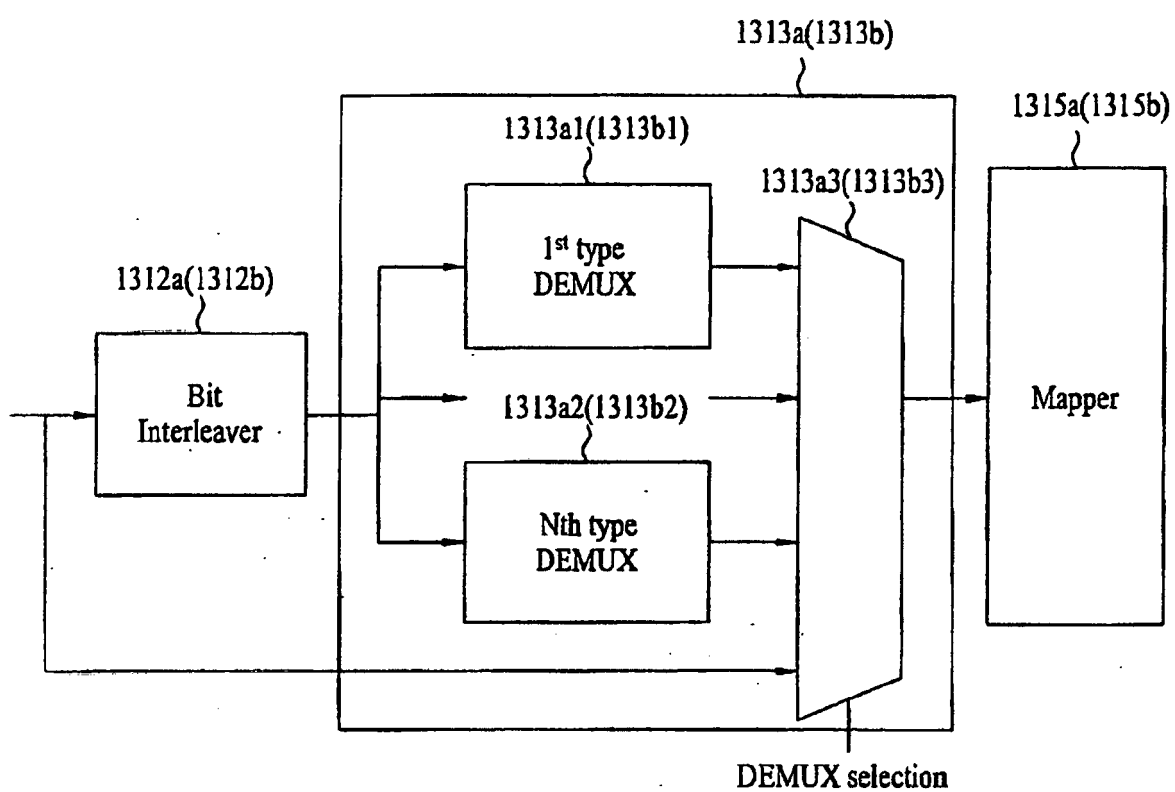 1313a(1313b)
1315a(1315b)
1313a1(1313b1)
1313a3(1313b3)
1st type
DEMUX
1312a(1312b)
Bit
Interleaver
1313a2(1313b2)
Mapper
Nth type
DEMUX
DEMUX selection